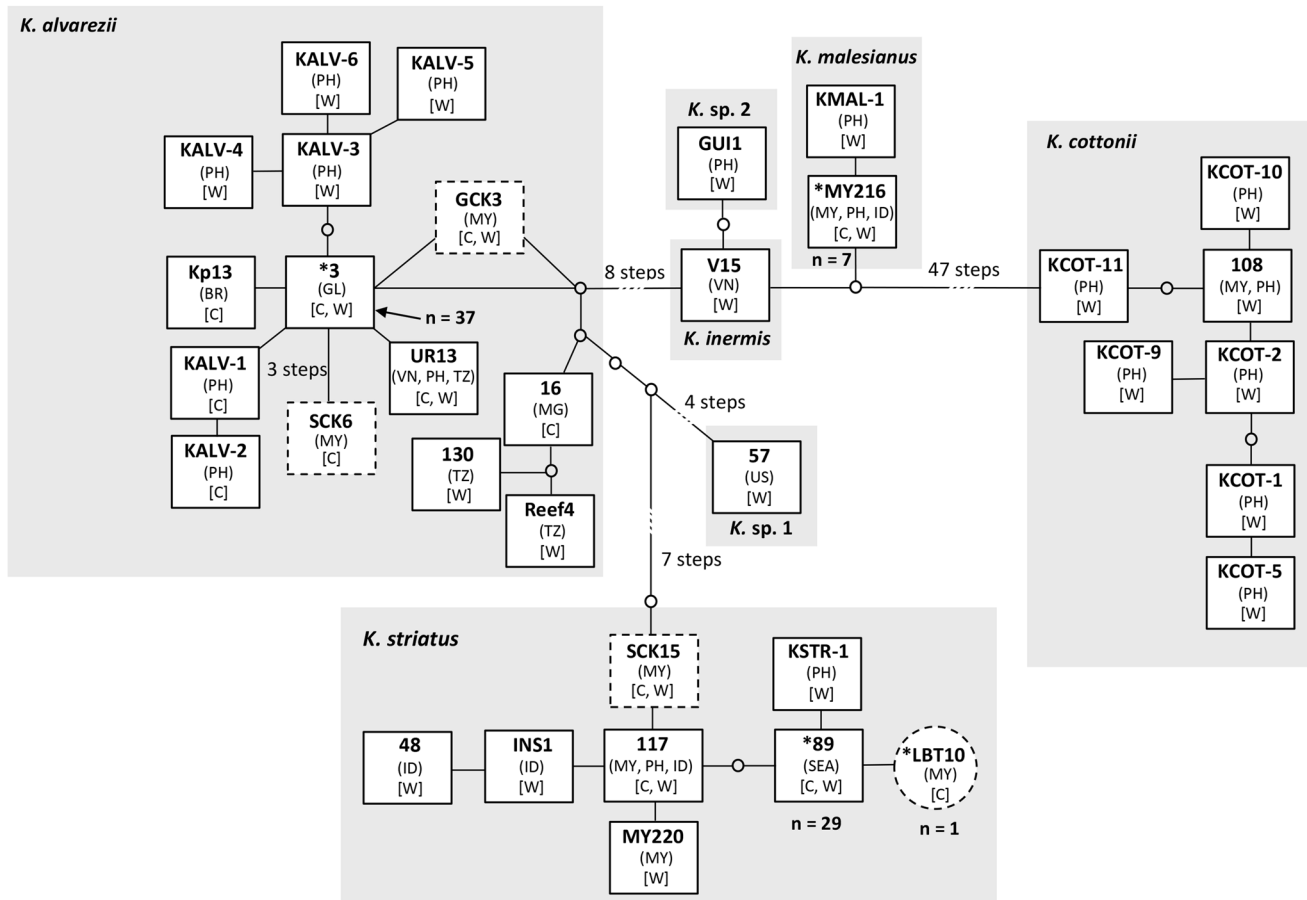 K. alvarezii
KALV-6
(PH)
[W]
KALV-5
(PH)
[W]
KALV-4
(PH)
[W]
KALV-3
(PH)
[W]
GCK3
(MY)
[C, W]
Kp13
(BR)
[C]
*3
(GL)
[C, W]
n = 37
KALV-1
(PH)
[C]
3 steps
UR13
(VN, PH, TZ)
[C, W]
SCK6
(MY)
[C]
KALV-2
(PH)
[C]
16
(MG)
[C]
130
(TZ)
[W]
Reef4
(TZ)
[W]
8 steps
K. sp. 2
GUI1
(PH)
[W]
V15
(VN)
[W]
K. inermis
K. malesianus
KMAL-1
(PH)
[W]
*MY216
(MY, PH, ID)
[C, W]
n = 7
47 steps
4 steps
57
(US)
[W]
K. sp. 1
7 steps
K. cottonii
KCOT-10
(PH)
[W]
KCOT-11
(PH)
[W]
108
(MY, PH)
[W]
KCOT-9
(PH)
[W]
KCOT-2
(PH)
[W]
KCOT-1
(PH)
[W]
KCOT-5
(PH)
[W]
K. striatus
SCK15
(MY)
[C, W]
KSTR-1
(PH)
[W]
48
(ID)
[W]
INS1
(ID)
[W]
117
(MY, PH, ID)
[C, W]
*89
(SEA)
[C, W]
n = 29
*LBT10
(MY)
[C]
n = 1
MY220
(MY)
[W]